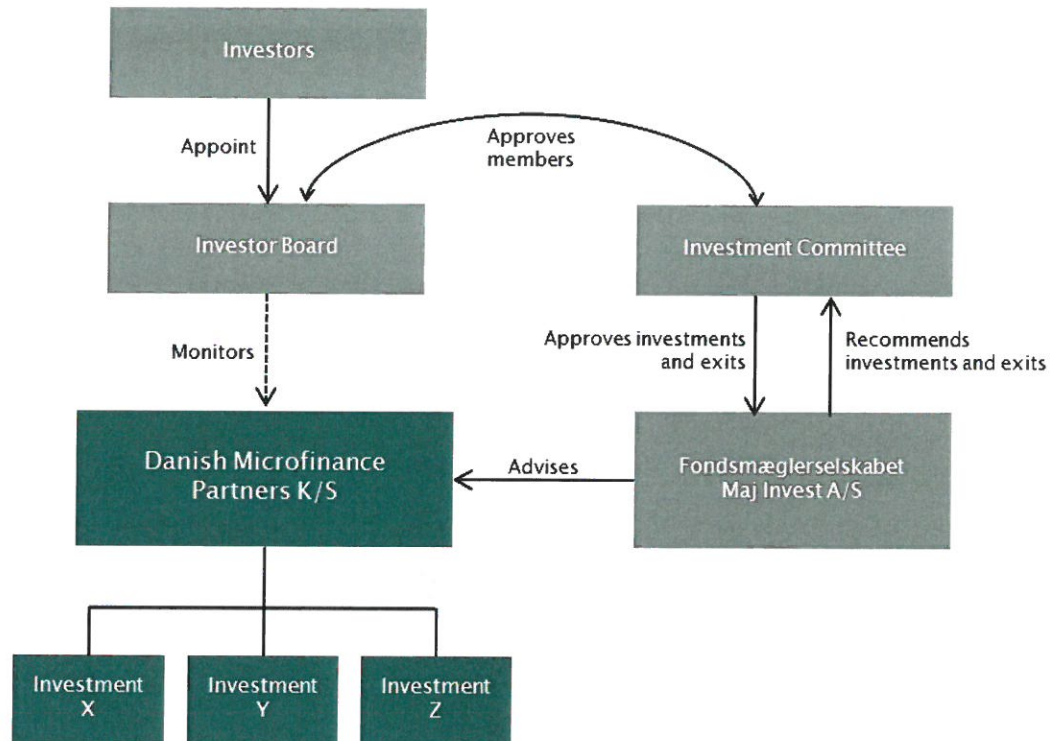 Investors
Appoint
Approves
members
Investor Board
Investment Committee
Monitors
Approves investments
and exits
Recommends
investments and exits
Danish Microfinance
Partners K/S
Advises
Fondsmæglerselskabet
Maj Invest A/S
Investment
X
Investment
Y
Investment
Z